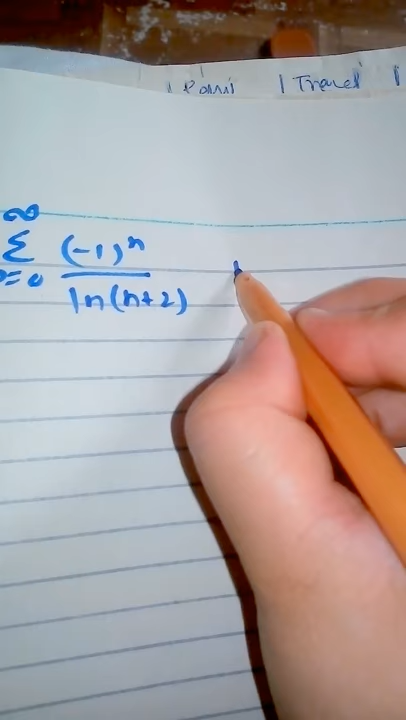 | Travel |
∞
Σ (-1)^n
n=0 ln(n+2)